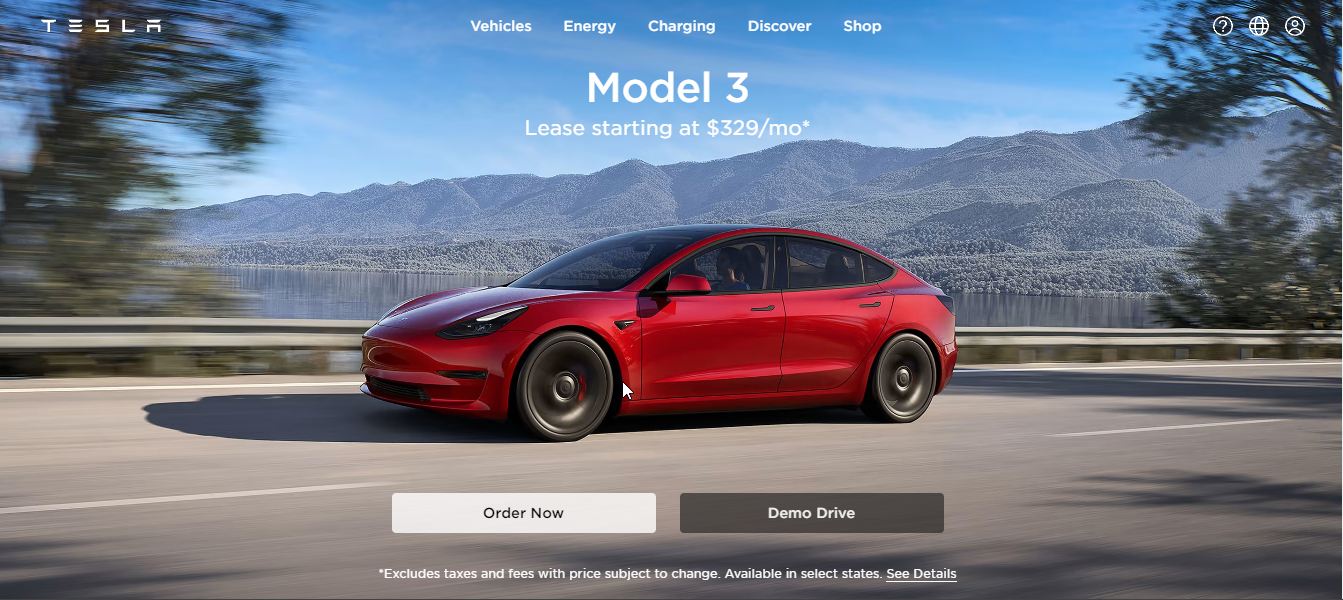 TESLA
Vehicles Energy Charging Discover Shop
Model 3
Lease starting at $329/mo*
Order Now
Demo Drive
*Excludes taxes and fees with price subject to change. Available in select states. See Details